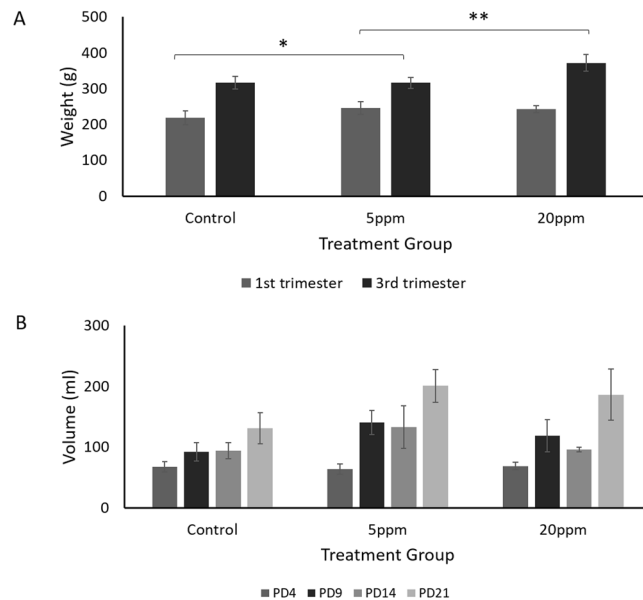 A
Weight (g)
500
400
300
200
100
0
*
**
Control 5ppm 20ppm
Treatment Group
1st trimester 3rd trimester
B
Volume (ml)
300
200
100
0
Control 5ppm 20ppm
Treatment Group
PD4 PD9 PD14 PD21